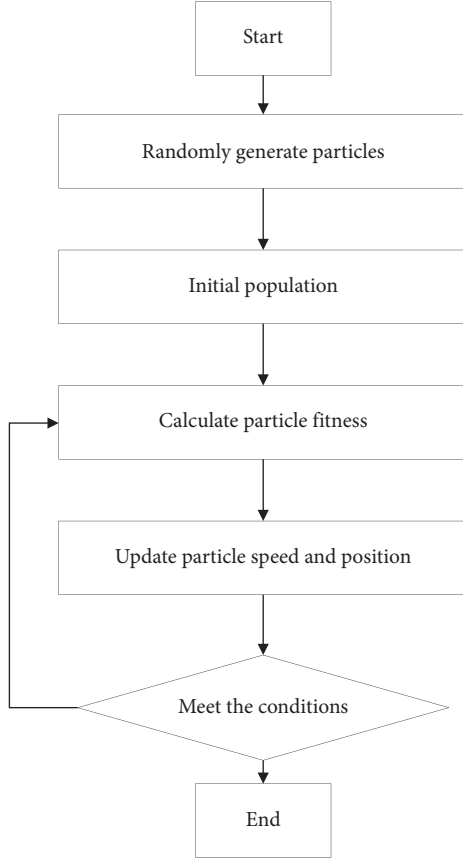 Start
Randomly generate particles
Initial population
Calculate particle fitness
Update particle speed and position
Meet the conditions
End